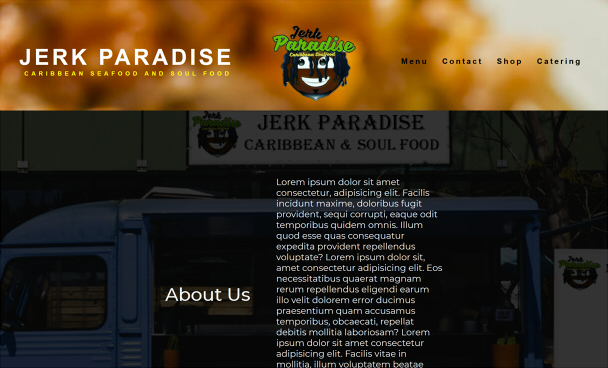 JERK PARADISE
CARIBBEAN SEAFOOD AND SOUL FOOD
Jerk
Paradise
Caribbean Seafood
Menu Contact Shop Catering
Jerk
Paradise
JERK PARADISE
CARIBBEAN & SOUL FOOD
About Us
Lorem ipsum dolor sit amet
consectetur, adipisicing elit. Facilis
incidunt maxime, doloribus fugit
provident, sequi corrupti, eaque odit
temporibus quidem omnis. Illum
quod esse quas consequatur
expedita provident repellendus
voluptate? Lorem ipsum dolor sit,
amet consectetur adipisicing elit. Eos
necessitatibus quaerat magnam
rerum repellendus eligendi earum
illo velit dolorem error ducimus
praesentium quam accusamus
temporibus, obcaecati, repellat
debitis mollitia laboriosam? Lorem
ipsum dolor sit amet consectetur
adipisicing elit. Facilis vitae in
mollitia, illum voluptatem beatae